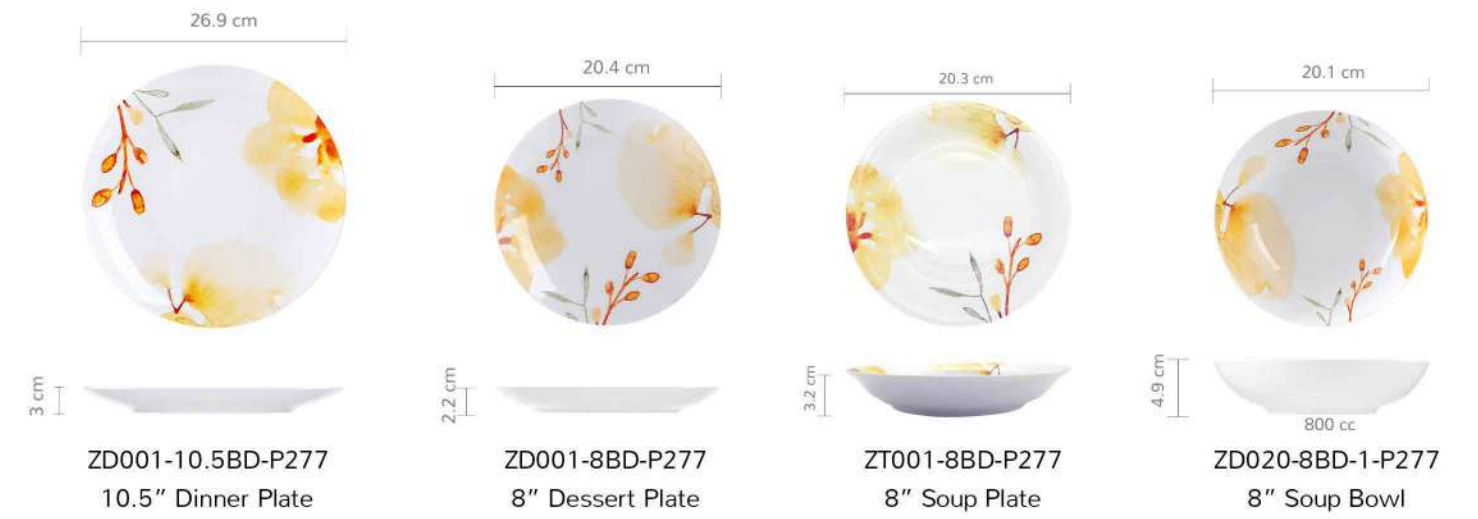 26.9 cm
20.4 cm
20.3 cm
20.1 cm
3 cm
2.2 cm
3.2 cm
4.9 cm
800 cc
ZD001-10.5BD-P277
10.5” Dinner Plate
ZD001-8BD-P277
8” Dessert Plate
ZT001-8BD-P277
8” Soup Plate
ZD020-8BD-1-P277
8” Soup Bowl